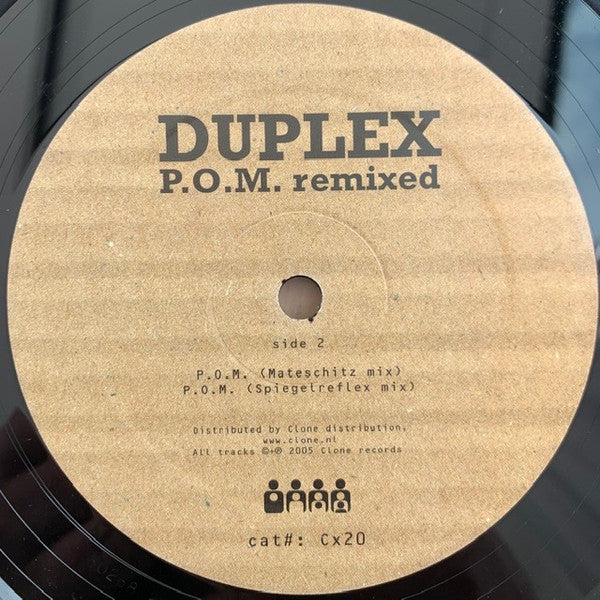 DUPLEX
P.O.M. remixed
side 2
P.O.M. (Mateschitz mix)
P.O.M. (Spiegelreflex mix)
Distributed by Clone distribution,
www.clone.nl
All tracks ©+℗ 2005 Clone records
cat#: Cx20